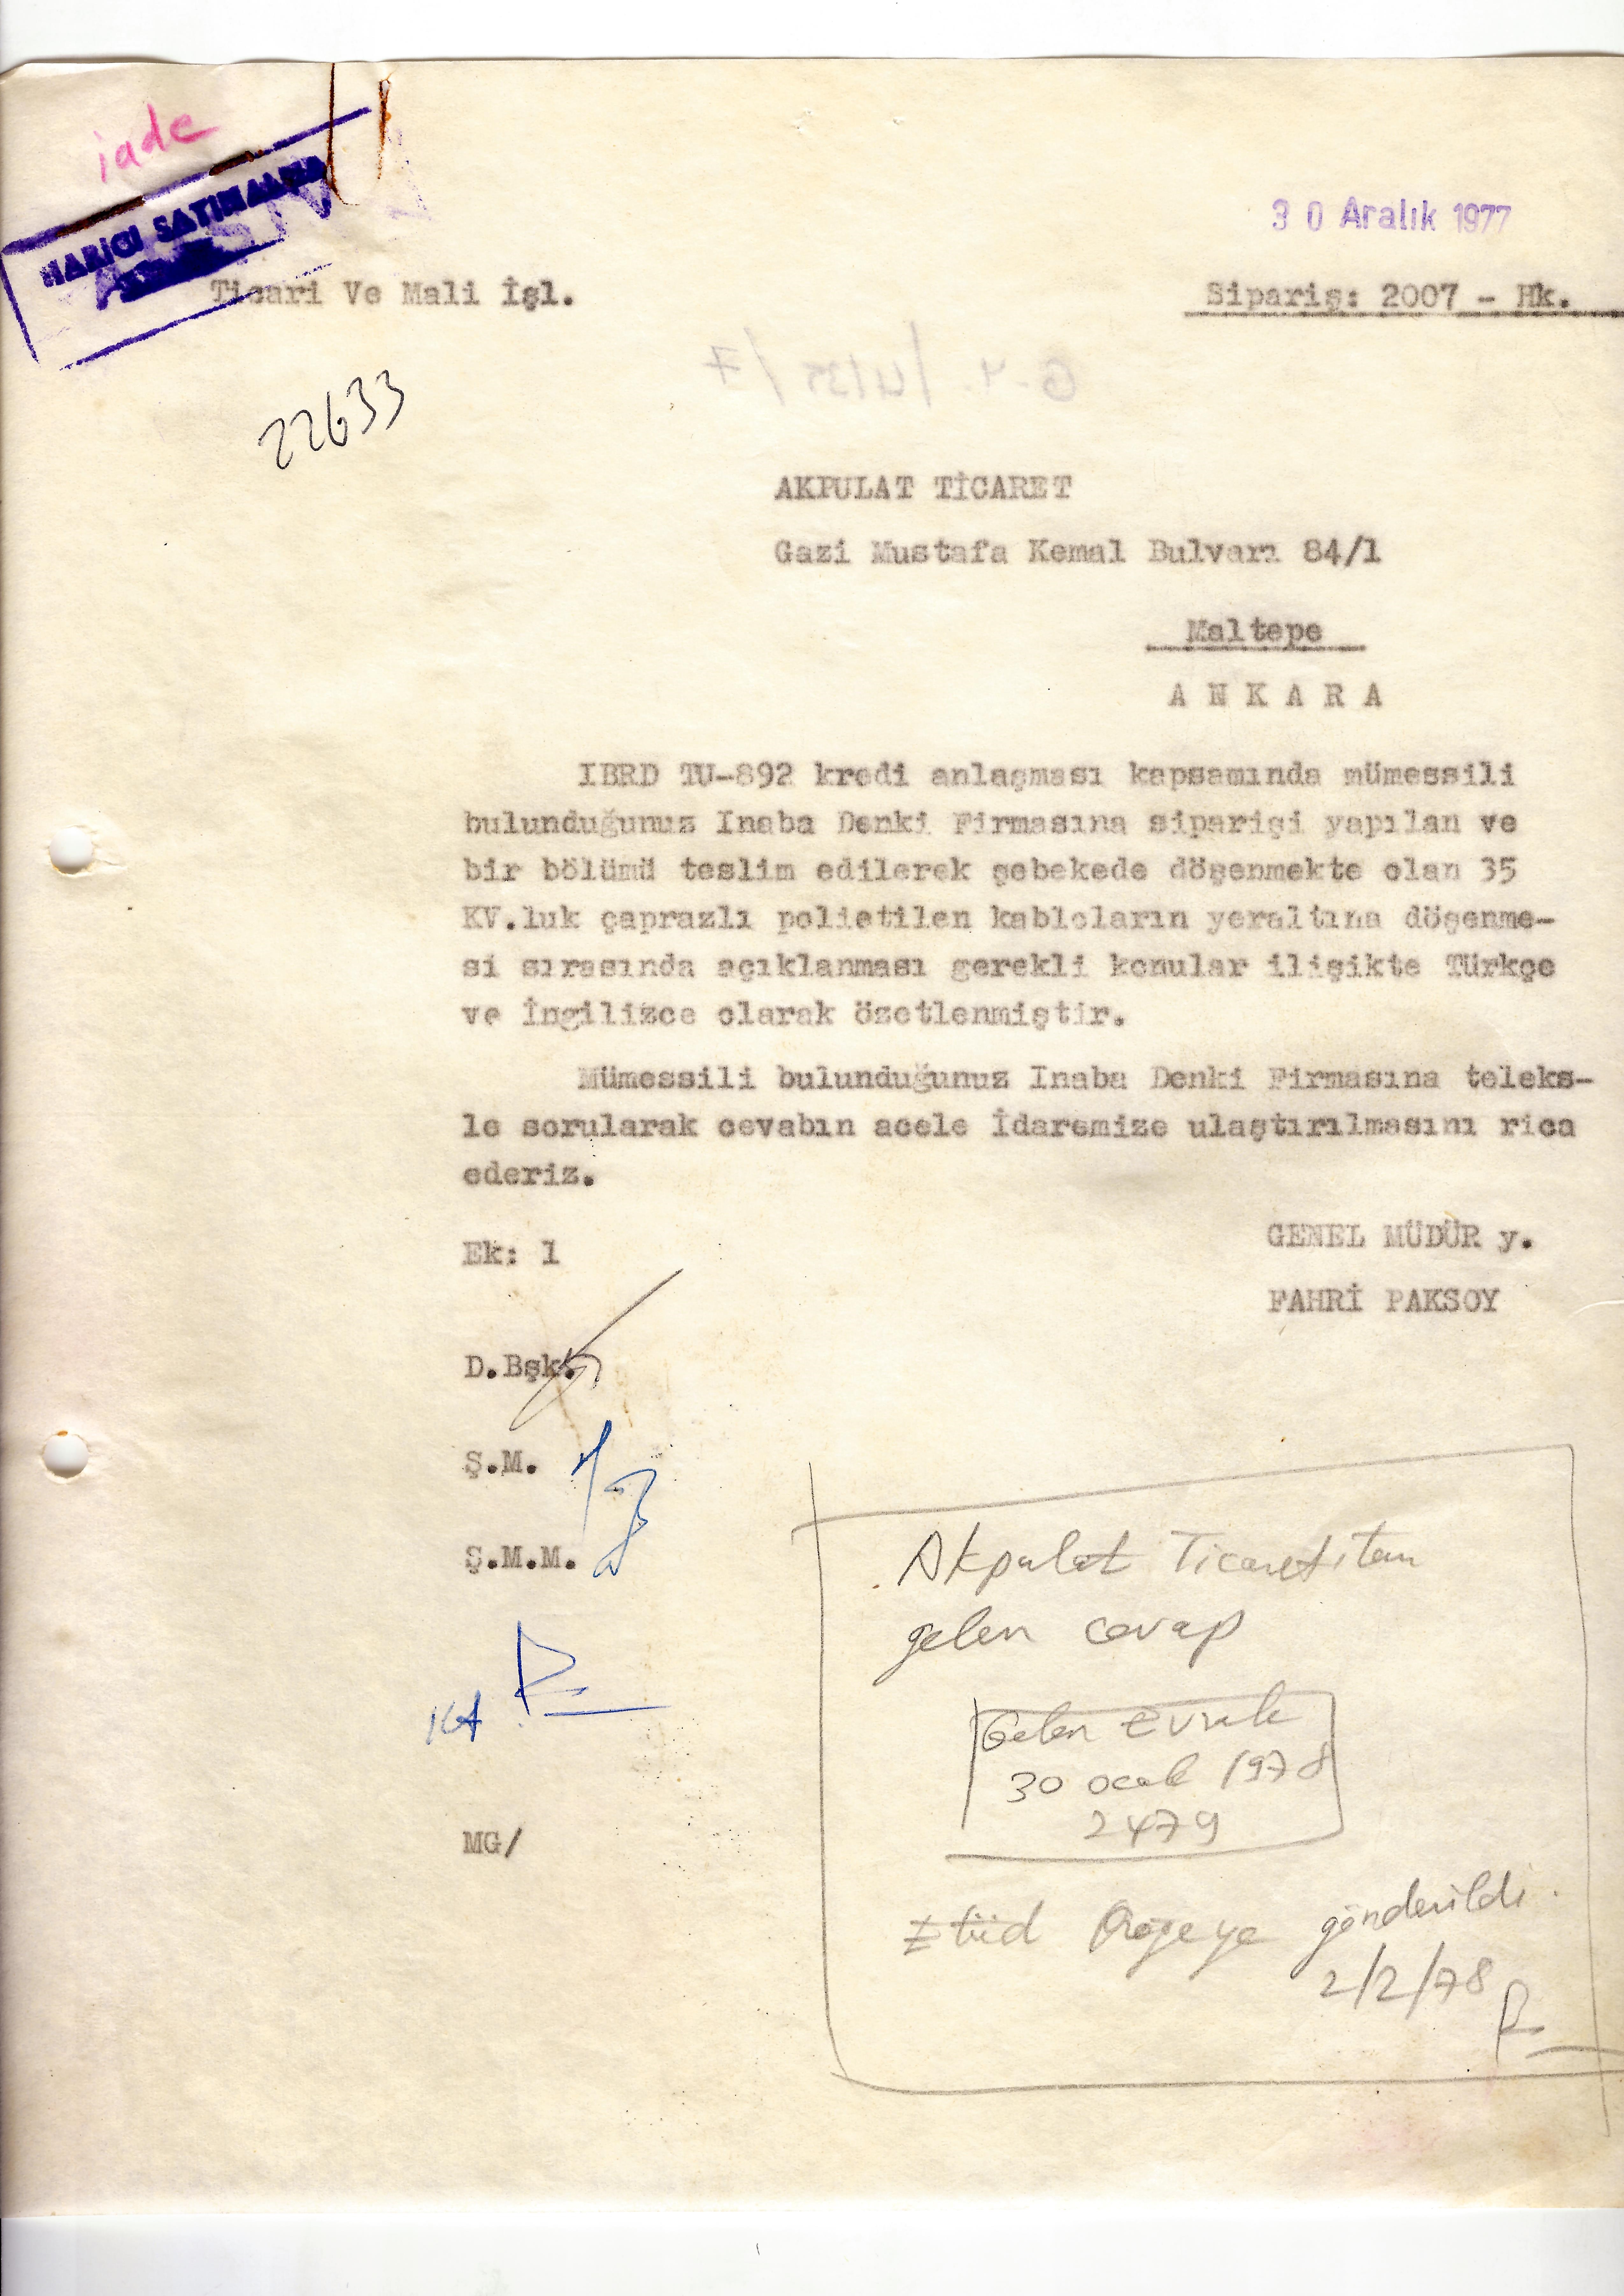 iade
HARİCİ SATINALMA
30 Aralık 1977
Ticari Ve Mali İşl.
Sipariş: 2007 - Hk.
22633
AKPULAT TİCARET
Gazi Mustafa Kemal Bulvarı 84/1
Maltepe
A N K A R A
IBRD TU-892 kredi anlaşması kapsamında mümessili
bulunduğunuz Inaba Denki Firmasına siparişi yapılan ve
bir bölümü teslim edilerek şebekede döşenmekte olan 35
KV.luk çaprazlı polietilen kabloların yeraltına döşenme-
si sırasında açıklanması gerekli konular ilişikte Türkçe
ve İngilizce olarak özetlenmiştir.
Mümessili bulunduğunuz Inaba Denki Firmasına teleks-
le sorularak cevabın acele İdaremize ulaştırılmasını rica
ederiz.
GENEL MÜDÜR y.
Ek: 1
FAHRİ PAKSOY
D.Bşk.
Ş.M.
Ş.M.M.
Akpulat Ticaret'ten
gelen cevap
Gelen Evrak
30 ocak 1978
2479
MG/
Etüd Projeye gönderildi.
2/2/78